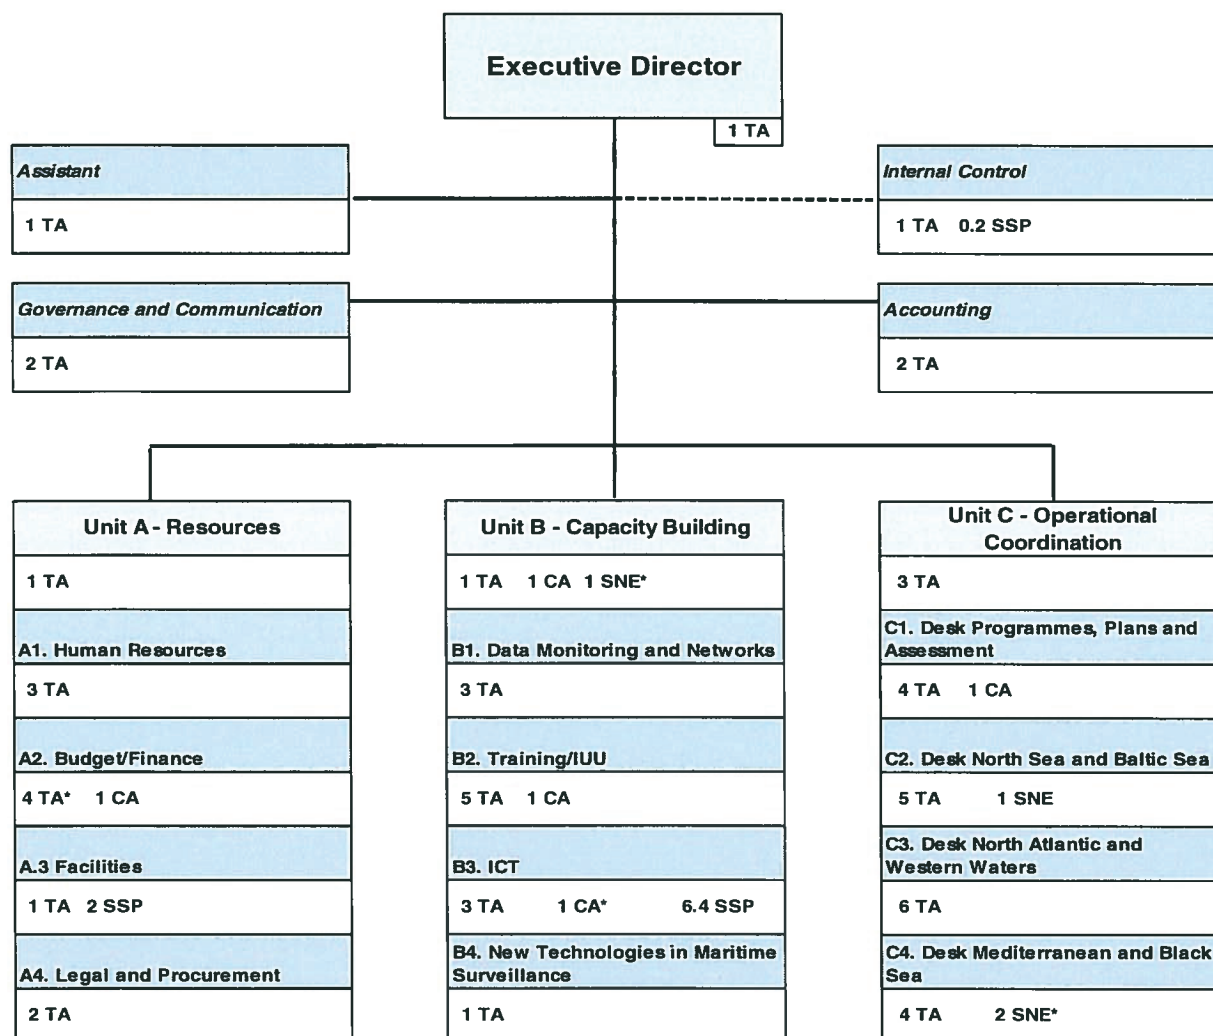 Executive Director
1 TA
Assistant
1 TA
Internal Control
1 TA 0.2 SSP
Governance and Communication
2 TA
Accounting
2 TA
Unit A - Resources
1 TA
A1. Human Resources
3 TA
A2. Budget/Finance
4 TA* 1 CA
A.3 Facilities
1 TA 2 SSP
A4. Legal and Procurement
2 TA
Unit B - Capacity Building
1 TA 1 CA 1 SNE*
B1. Data Monitoring and Networks
3 TA
B2. Training/IUU
5 TA 1 CA
B3. ICT
3 TA 1 CA* 6.4 SSP
B4. New Technologies in Maritime
Surveillance
1 TA
Unit C - Operational
Coordination
3 TA
C1. Desk Programmes, Plans and
Assessment
4 TA 1 CA
C2. Desk North Sea and Baltic Sea
5 TA 1 SNE
C3. Desk North Atlantic and
Western Waters
6 TA
C4. Desk Mediterranean and Black
Sea
4 TA 2 SNE*